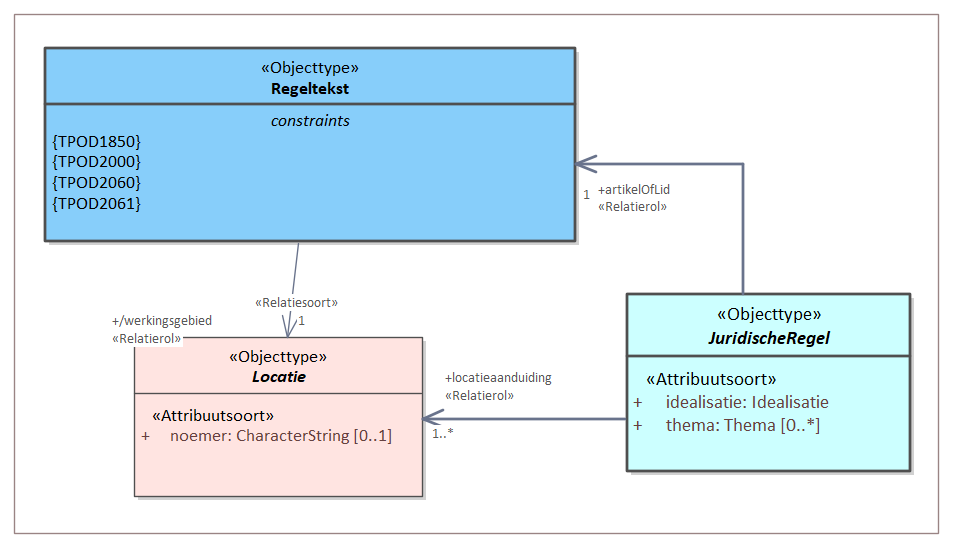 «Objecttype»
Regeltekst
constraints
{TPOD1850}
{TPOD2000}
{TPOD2060}
{TPOD2061}
+artikelOfLid
1
«Relatierol»
«Relatiesoort»
+/werkingsgebied
1
«Relatierol»
«Objecttype»
JuridischeRegel
«Attribuutsoort»
+ idealisatie: Idealisatie
+ thema: Thema [0..*]
«Objecttype»
Locatie
«Attribuutsoort»
+ noemer: CharacterString [0..1]
+locatieaanduiding
«Relatierol»
1..*